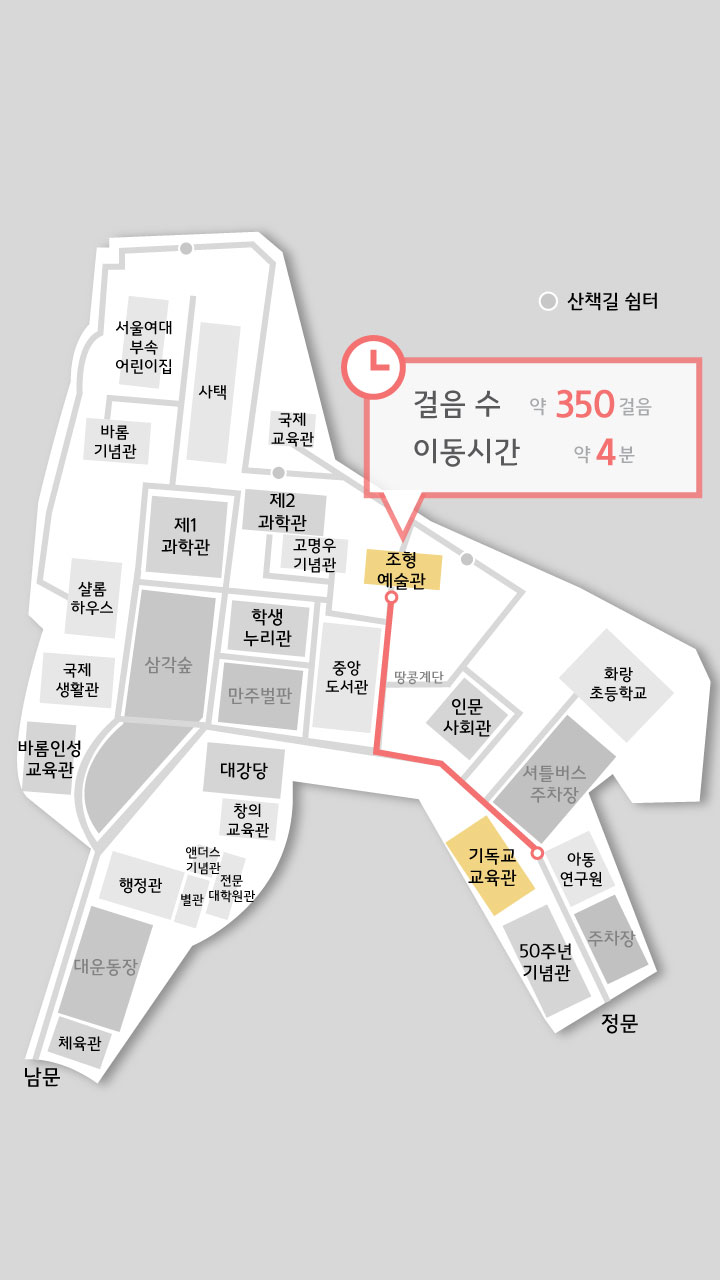 산책길 쉼터
서울여대
부속
어린이집
사택
걸음 수 약 350 걸음
이동시간 약 4분
바롬
기념관
국제
교육관
제1
과학관
제2
과학관
고명우
기념관
조형
예술관
샬롬
하우스
학생
누리관
삼각숲
국제
생활관
만주벌판
중앙
도서관
땅콩계단
인문
사회관
화랑
초등학교
바롬인성
교육관
대강당
셔틀버스
주차장
창의
교육관
앤더스
기념관
행정관
별관
전문
대학원관
기독교
교육관
아동
연구원
대운동장
50주년
기념관
주차장
체육관
정문
남문